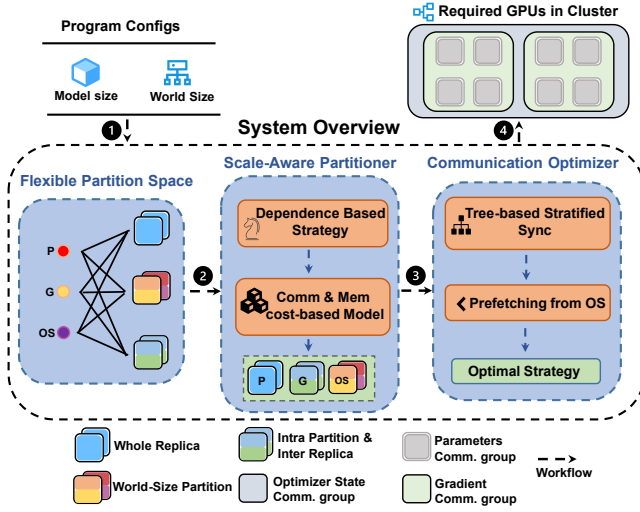 Program Configs
Model size
World Size
Required GPUs in Cluster
1
4
System Overview
Flexible Partition Space
P
G
OS
2
Scale-Aware Partitioner
Dependence Based
Strategy
Comm & Mem
cost-based Model
P
G
OS
3
Communication Optimizer
Tree-based Stratified
Sync
Prefetching from OS
Optimal Strategy
Whole Replica
Intra Partition &
Inter Replica
Parameters
Comm. group
Workflow
World-Size Partition
Optimizer State
Comm. group
Gradient
Comm. group